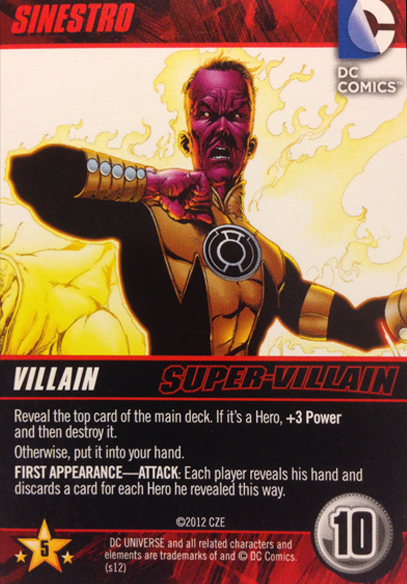 SINESTRO
DC
DC
COMICS™
VILLAIN
SUPER-VILLAIN
Reveal the top card of the main deck. If it's a Hero, +3 Power
and then destroy it.
Otherwise, put it into your hand.
FIRST APPEARANCE—ATTACK: Each player reveals his hand and
discards a card for each Hero he revealed this way.
©2012 CZE
5
DC UNIVERSE and all related characters and
elements are trademarks of and © DC Comics.
(s12)
10